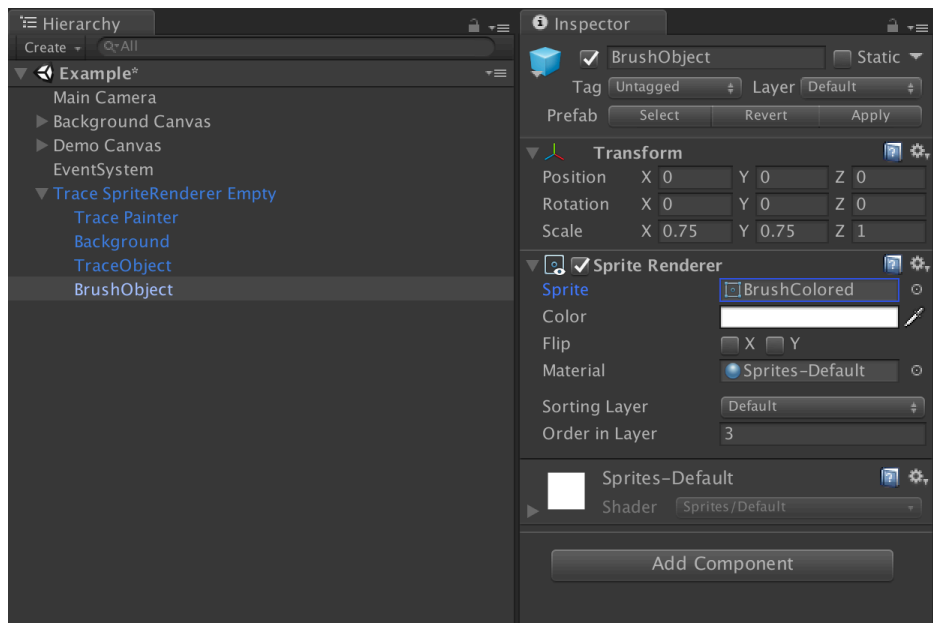 Hierarchy
Create
All
Example*
Main Camera
Background Canvas
Demo Canvas
EventSystem
Trace SpriteRenderer Empty
Trace Painter
Background
TraceObject
BrushObject
Inspector
BrushObject Static
Tag Untagged Layer Default
Prefab Select Revert Apply
Transform
Position X 0 Y 0 Z 0
Rotation X 0 Y 0 Z 0
Scale X 0.75 Y 0.75 Z 1
Sprite Renderer
Sprite BrushColored
Color
Flip X Y
Material Sprites-Default
Sorting Layer Default
Order in Layer 3
Sprites-Default
Shader Sprites/Default
Add Component